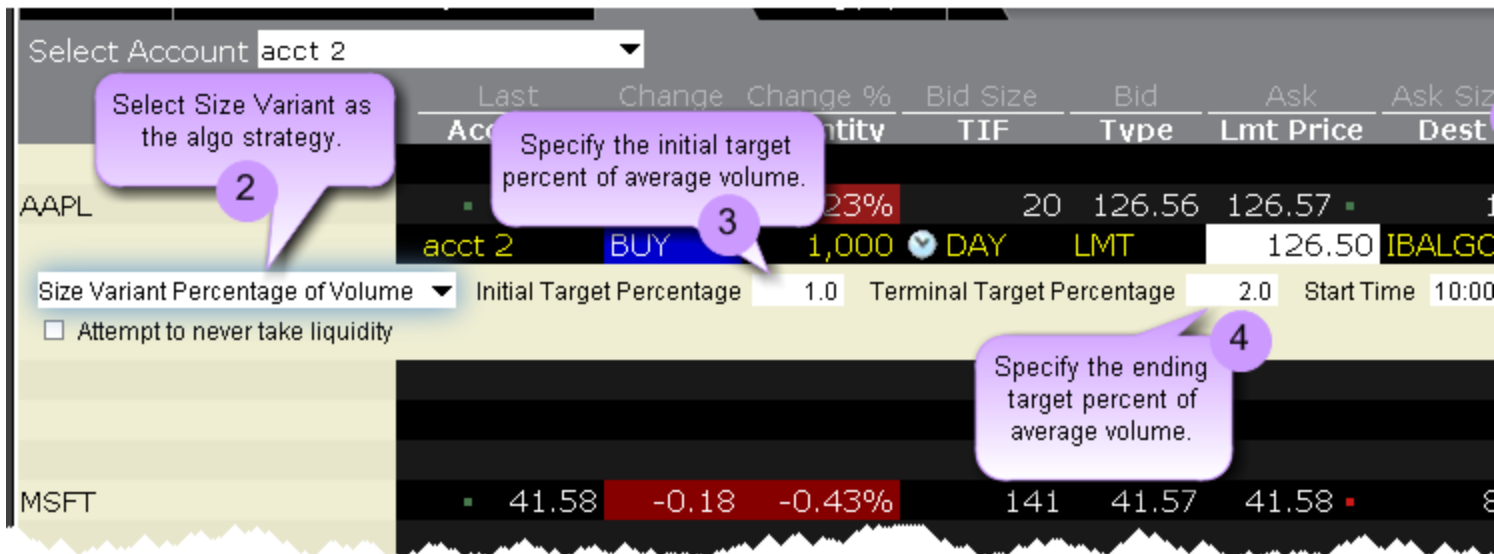 Select Account acct 2
Select Size Variant as
the algo strategy.
2
Last Change Change % Bid Size Bid Ask Ask Siz
TIF Type Lmt Price Dest
Specify the initial target
percent of average volume.
3
AAPL 23% 20 126.56 126.57 1
acct 2 BUY 1,000 DAY LMT 126.50 IBALGO
Size Variant Percentage of Volume Initial Target Percentage 1.0 Terminal Target Percentage 2.0 Start Time 10:00
Attempt to never take liquidity
4
Specify the ending
target percent of
average volume.
MSFT 41.58 -0.18 -0.43% 141 41.57 41.58 8